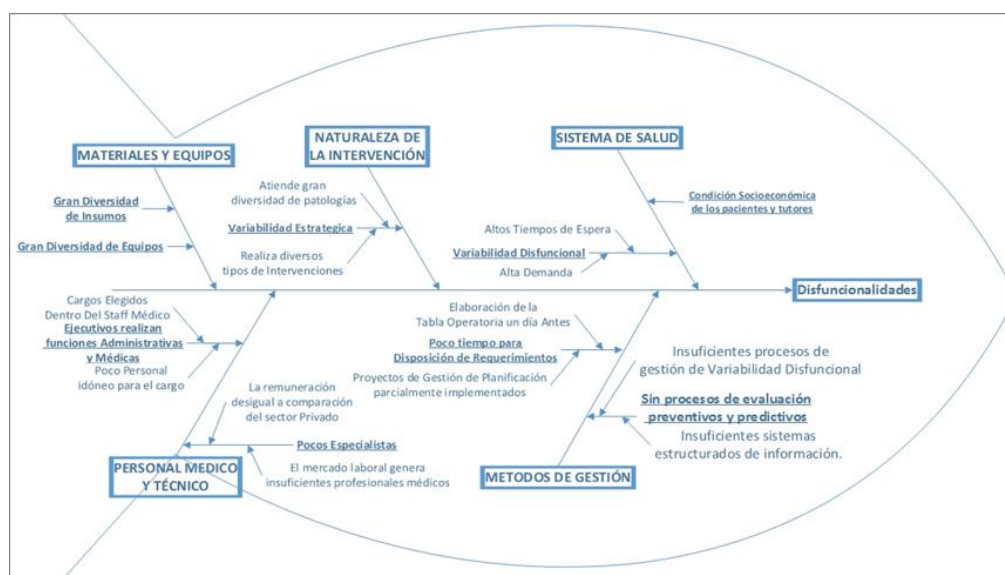 MATERIALES Y EQUIPOS
Gran Diversidad
de Insumos
Gran Diversidad de Equipos
NATURALEZA DE
LA INTERVENCIÓN
Atiende gran
diversidad de patologías
Variabilidad Estrategica
Realiza diversos
tipos de Intervenciones
SISTEMA DE SALUD
Condición Socioeconómica
de los pacientes y tutores
Altos Tiempos de Espera
Variabilidad Disfuncional
Alta Demanda
Disfuncionalidades
Cargos Elegidos
Dentro Del Staff Médico
Ejecutivos realizan
funciones Administrativas
y Médicas
Poco Personal
idóneo para el cargo
La remuneración
desigual a comparación
del sector Privado
Pocos Especialistas
El mercado laboral genera
insuficientes profesionales médicos
PERSONAL MEDICO
Y TÉCNICO
Elaboración de la
Tabla Operatoria un día Antes
Poco tiempo para
Disposición de Requerimientos
Proyectos de Gestión de Planificación
parcialmente implementados
Insuficientes procesos de
gestión de Variabilidad Disfuncional
Sin procesos de evaluación
preventivos y predictivos
Insuficientes sistemas
estructurados de información.
METODOS DE GESTIÓN